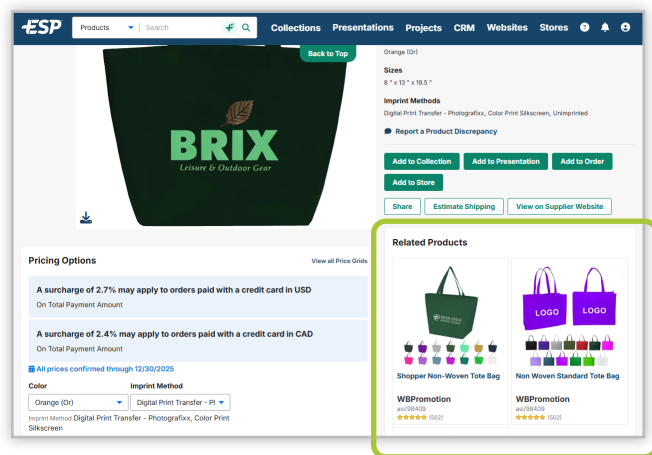 ESP
Products
Search
Collections
Presentations
Projects
CRM
Websites
Stores
Back to Top
BRIX
Leisure & Outdoor Gear
Orange (Or)
Sizes
8 " x 13 " x 19.5 "
Imprint Methods
Digital Print Transfer - Photografixx, Color Print Silkscreen, Unimprinted
Report a Product Discrepancy
Add to Collection
Add to Presentation
Add to Order
Add to Store
Share
Estimate Shipping
View on Supplier Website
Pricing Options
View all Price Grids
A surcharge of 2.7% may apply to orders paid with a credit card in USD
On Total Payment Amount
A surcharge of 2.4% may apply to orders paid with a credit card in CAD
On Total Payment Amount
All prices confirmed through 12/30/2025
Color
Imprint Method
Orange (Or)
Digital Print Transfer - Pl
Imprint Method Digital Print Transfer - Photografixx, Color Print
Silkscreen
Related Products
LOGO
LOGO
Shopper Non-Woven Tote Bag
WBPromotion
asi/98409
(502)
Non Woven Standard Tote Bag
WBPromotion
asi/98409
(502)